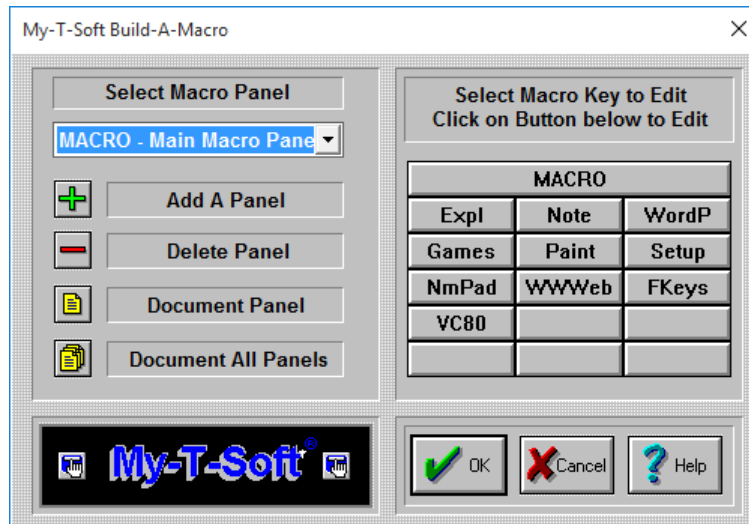 My-T-Soft Build-A-Macro
Select Macro Panel
MACRO - Main Macro Pane
Add A Panel
Delete Panel
Document Panel
Document All Panels
Select Macro Key to Edit
Click on Button below to Edit
MACRO
Expl Note WordP
Games Paint Setup
NmPad WWWeb FKeys
VC80
My-T-Soft®
OK Cancel Help